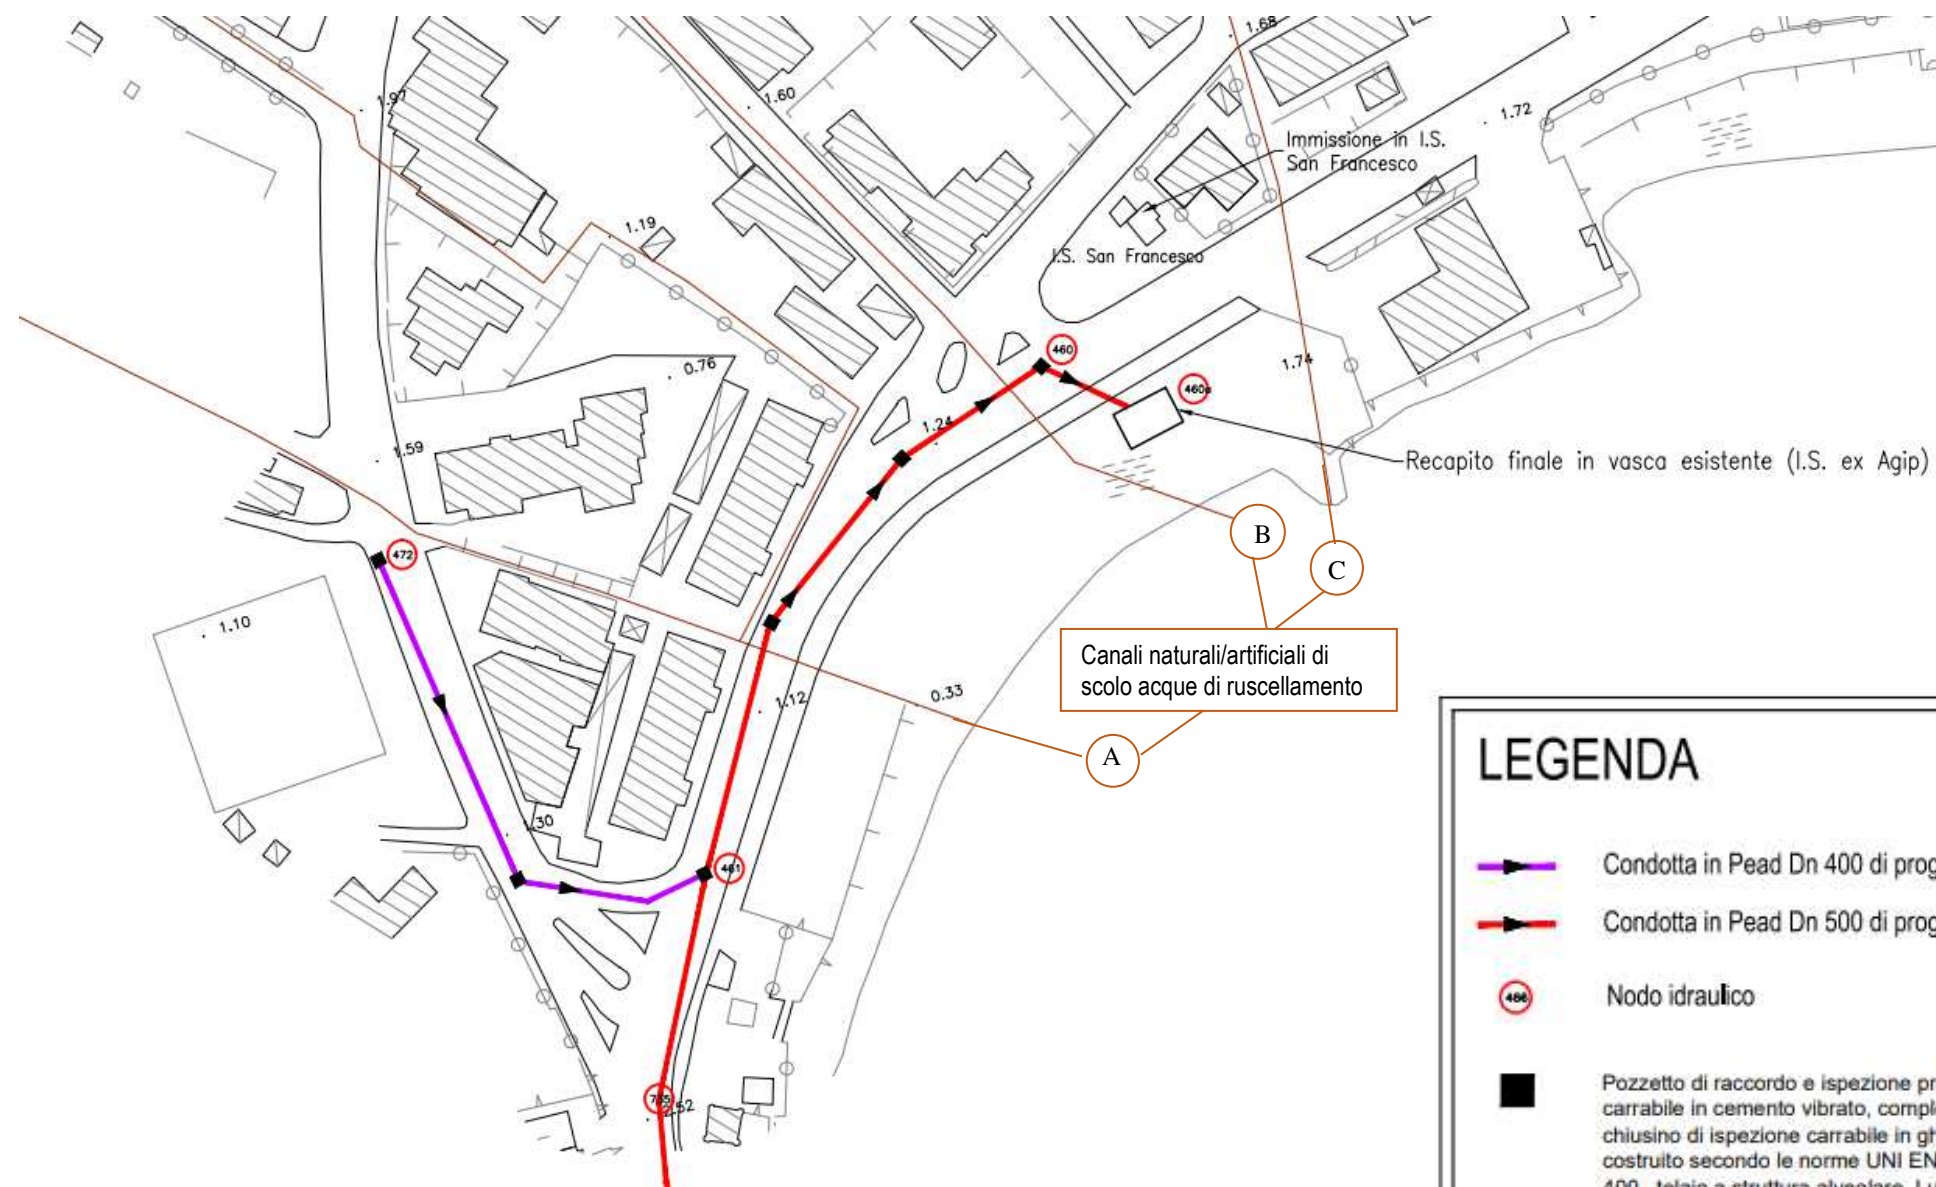 1.68
1.97
1.60
1.72
Immissione in I.S.
San Francesco
1.19
I.S. San Francesco
460
0.76
1.74
460a
1.24
1.59
Recapito finale in vasca esistente (I.S. ex Agip)
B
472
C
1.10
Canali naturali/artificiali di
scolo acque di ruscellamento
0.33
1.12
A
LEGENDA
1.30
461
Condotta in Pead Dn 400 di prog
Condotta in Pead Dn 500 di prog
Nodo idraulico
755
2.52
Pozzetto di raccordo e ispezione pr
carrabile in cemento vibrato, compl
chiusino di ispezione carrabile in gh
costruito secondo le norme UNI EN